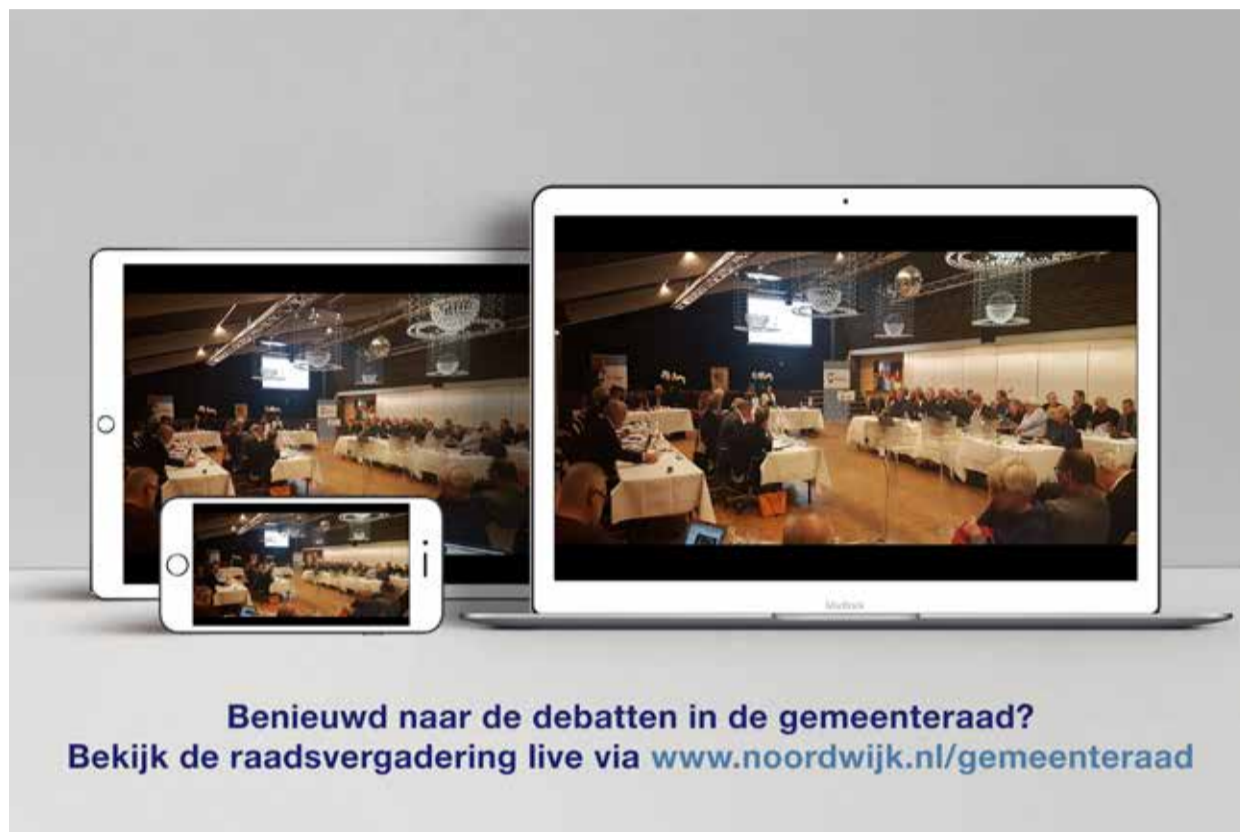 Benieuwd naar de debatten in de gemeenteraad?
Bekijk de raadsvergadering live via www.noordwijk.nl/gemeenteraad